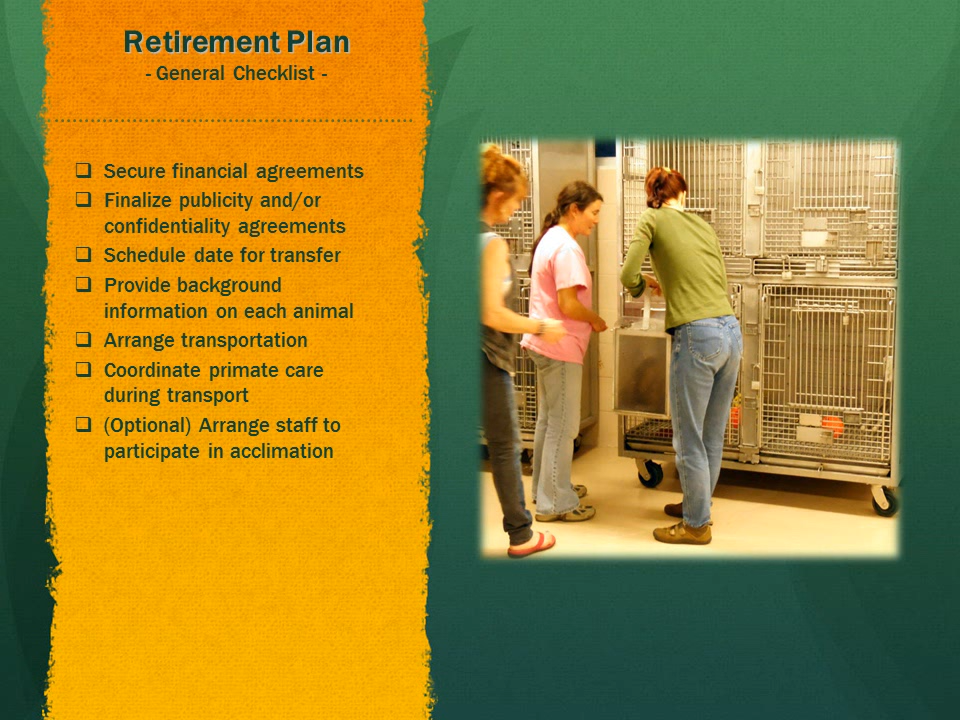 Retirement Plan
- General Checklist -
❑ Secure financial agreements
❑ Finalize publicity and/or
confidentiality agreements
❑ Schedule date for transfer
❑ Provide background
information on each animal
❑ Arrange transportation
❑ Coordinate primate care
during transport
❑ (Optional) Arrange staff to
participate in acclimation